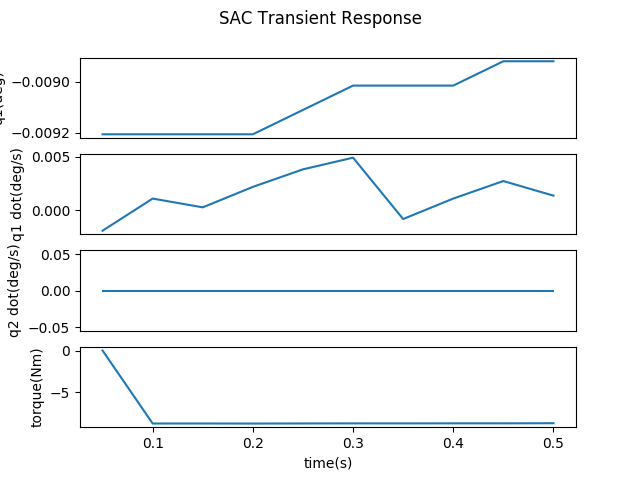 SAC Transient Response
−0.0090
−0.0092
0.005
0.000
q1 dot(deg/s)
0.05
0.00
−0.05
q2 dot(deg/s)
0
−5
torque(Nm)
0.1 0.2 0.3 0.4 0.5
time(s)